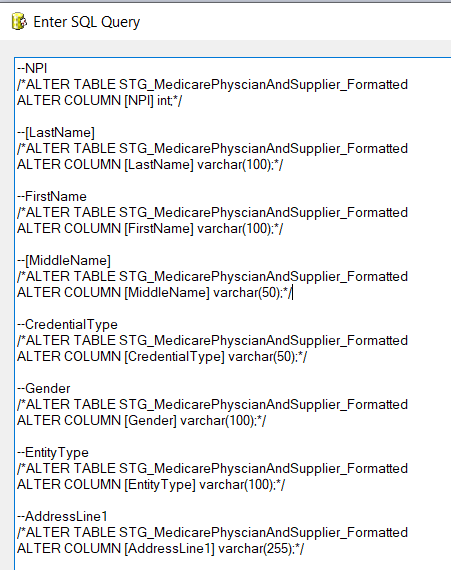 Enter SQL Query
--NPI
/*ALTER TABLE STG_MedicarePhyscianAndSupplier_Formatted
ALTER COLUMN [NPI] int;*/
--[LastName]
/*ALTER TABLE STG_MedicarePhyscianAndSupplier_Formatted
ALTER COLUMN [LastName] varchar(100);*/
--FirstName
/*ALTER TABLE STG_MedicarePhyscianAndSupplier_Formatted
ALTER COLUMN [FirstName] varchar(100);*/
--[MiddleName]
/*ALTER TABLE STG_MedicarePhyscianAndSupplier_Formatted
ALTER COLUMN [MiddleName] varchar(50);*/
--CredentialType
/*ALTER TABLE STG_MedicarePhyscianAndSupplier_Formatted
ALTER COLUMN [CredentialType] varchar(50);*/
--Gender
/*ALTER TABLE STG_MedicarePhyscianAndSupplier_Formatted
ALTER COLUMN [Gender] varchar(100);*/
--EntityType
/*ALTER TABLE STG_MedicarePhyscianAndSupplier_Formatted
ALTER COLUMN [EntityType] varchar(100);*/
--AddressLine1
/*ALTER TABLE STG_MedicarePhyscianAndSupplier_Formatted
ALTER COLUMN [AddressLine1] varchar(255);*/